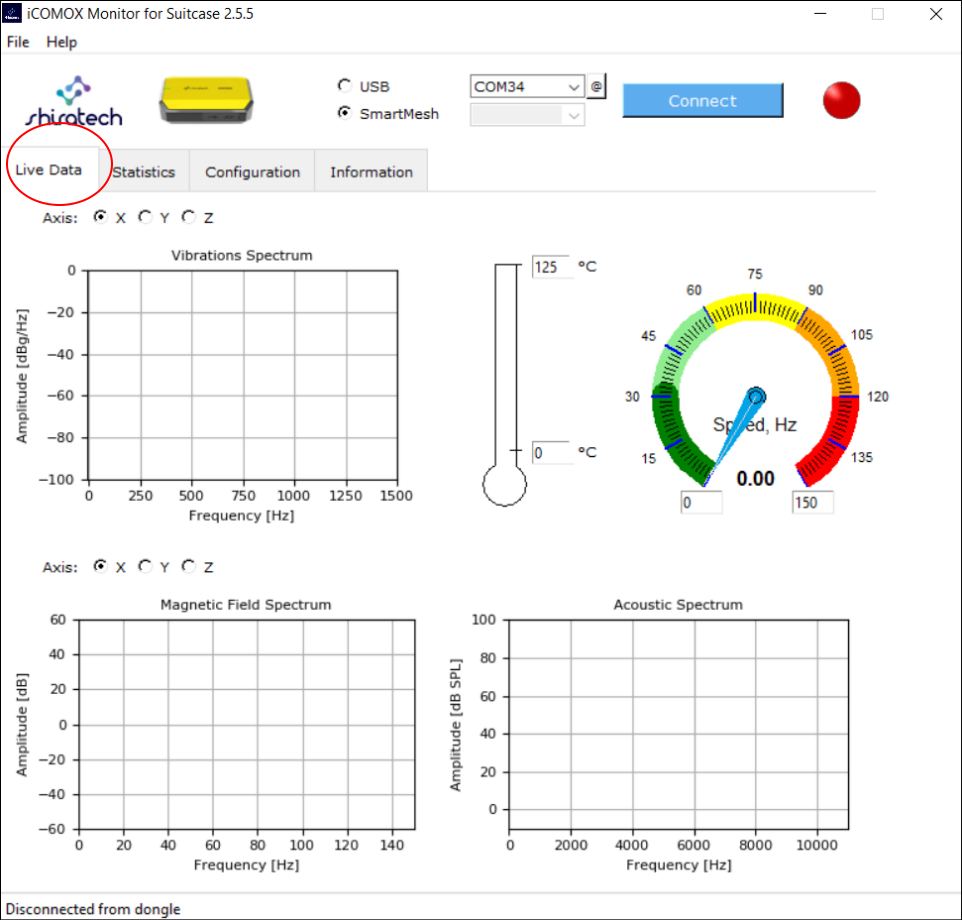 iCOMOX Monitor for Suitcase 2.5.5
File Help
shiratech
USB
SmartMesh
COM34
@
Connect
Live Data
Statistics
Configuration
Information
Axis: X Y Z
Vibrations Spectrum
Amplitude [dBg/Hz]
0
−20
−40
−60
−80
−100
0 250 500 750 1000 1250 1500
Frequency [Hz]
125 °C
0 °C
0
15
30
45
60
75
90
105
120
135
150
Speed, Hz
0.00
Axis: X Y Z
Magnetic Field Spectrum
Amplitude [dB]
60
40
20
0
−20
−40
−60
0 20 40 60 80 100 120 140
Frequency [Hz]
Acoustic Spectrum
Amplitude [dB SPL]
100
80
60
40
20
0
0 2000 4000 6000 8000 10000
Frequency [Hz]
Disconnected from dongle